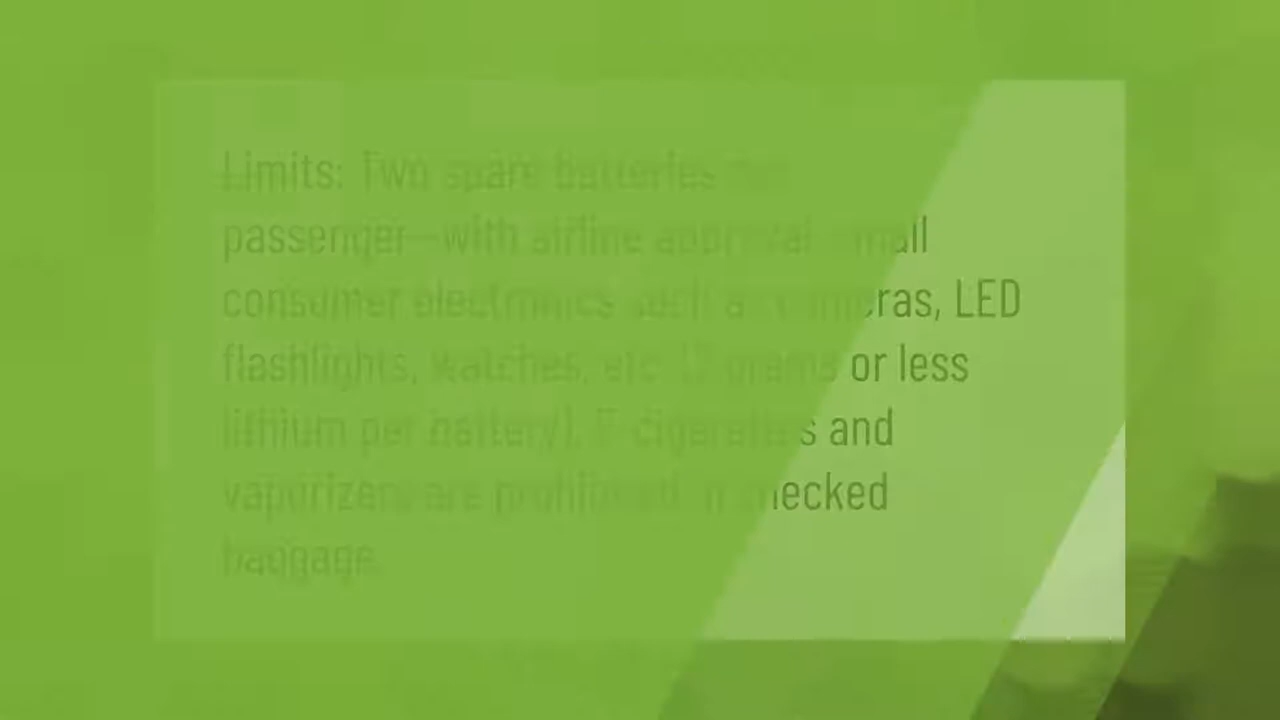 Limits: Two spare batteries per
passenger—with airline approval small
consumer electronics such as cameras, LED
flashlights, watches, etc. (2 grams or less
lithium per battery). E-cigarettes and
vaporizers are prohibited in checked
baggage.